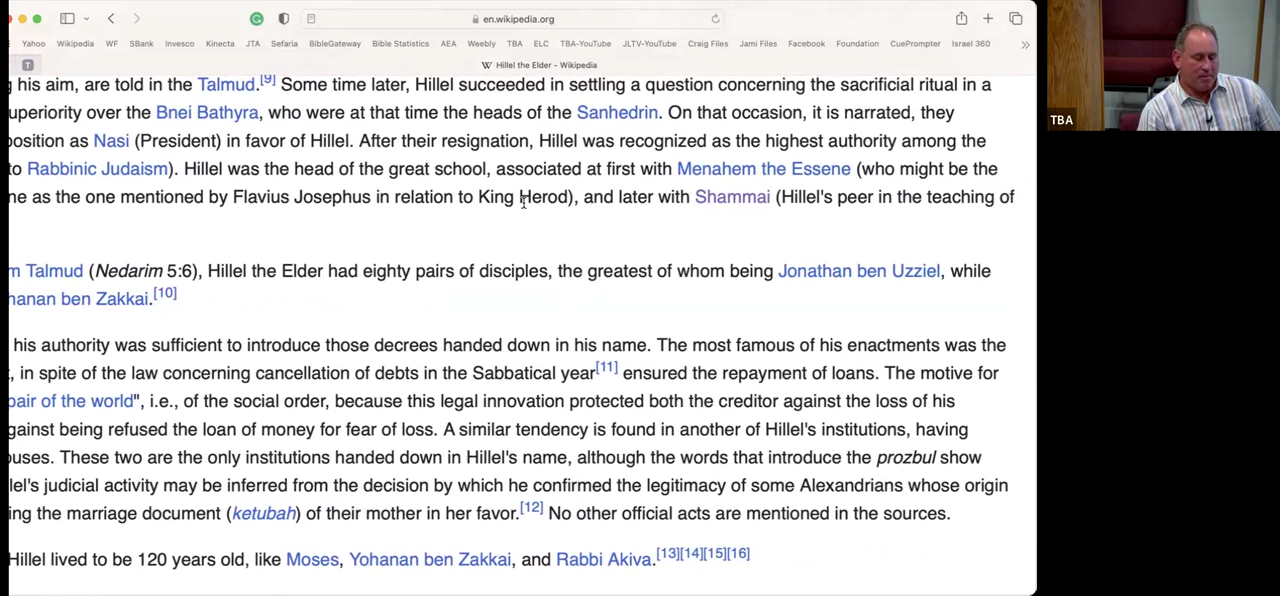 en.wikipedia.org
Yahoo Wikipedia WF SBank Invesco Kinecta JTA Sefaria BibleGateway Bible Statistics AEA Weebly TBA ELC TBA-YouTube JLTV-YouTube Craig Files Jami Files Facebook Foundation CuePrompter Israel 360
T
W Hillel the Elder - Wikipedia
g his aim, are told in the Talmud.[9] Some time later, Hillel succeeded in settling a question concerning the sacrificial ritual in a
uperiority over the Bnei Bathyra, who were at that time the heads of the Sanhedrin. On that occasion, it is narrated, they
position as Nasi (President) in favor of Hillel. After their resignation, Hillel was recognized as the highest authority among the
to Rabbinic Judaism). Hillel was the head of the great school, associated at first with Menahem the Essene (who might be the
ne as the one mentioned by Flavius Josephus in relation to King Herod), and later with Shammai (Hillel's peer in the teaching of
m Talmud (Nedarim 5:6), Hillel the Elder had eighty pairs of disciples, the greatest of whom being Jonathan ben Uzziel, while
hanan ben Zakkai.[10]
his authority was sufficient to introduce those decrees handed down in his name. The most famous of his enactments was the
, in spite of the law concerning cancellation of debts in the Sabbatical year[11] ensured the repayment of loans. The motive for
pair of the world", i.e., of the social order, because this legal innovation protected both the creditor against the loss of his
gainst being refused the loan of money for fear of loss. A similar tendency is found in another of Hillel's institutions, having
ouses. These two are the only institutions handed down in Hillel's name, although the words that introduce the prozbul show
lel's judicial activity may be inferred from the decision by which he confirmed the legitimacy of some Alexandrians whose origin
ing the marriage document (ketubah) of their mother in her favor.[12] No other official acts are mentioned in the sources.
Hillel lived to be 120 years old, like Moses, Yohanan ben Zakkai, and Rabbi Akiva.[13][14][15][16]
TBA